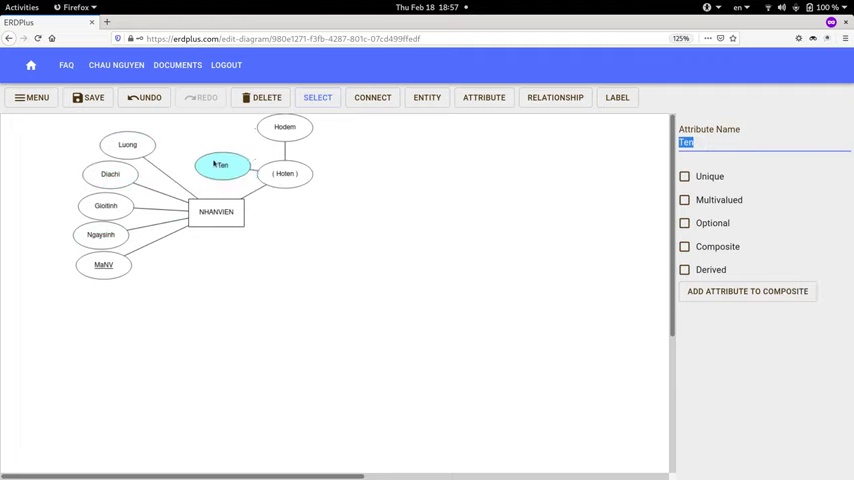 Activities Firefox Thu Feb 18 18:57 en 100 %
ERDPlus
https://erdplus.com/edit-diagram/980e1271-f3fb-4287-801c-07cd499ffedf 125%
FAQ CHAU NGUYEN DOCUMENTS LOGOUT
MENU SAVE UNDO REDO DELETE SELECT CONNECT ENTITY ATTRIBUTE RELATIONSHIP LABEL
Hodem
Luong
Ten
Diachi
( Hoten )
Gioitinh
NHANVIEN
Ngaysinh
MaNV
Attribute Name
Ten
Unique
Multivalued
Optional
Composite
Derived
ADD ATTRIBUTE TO COMPOSITE